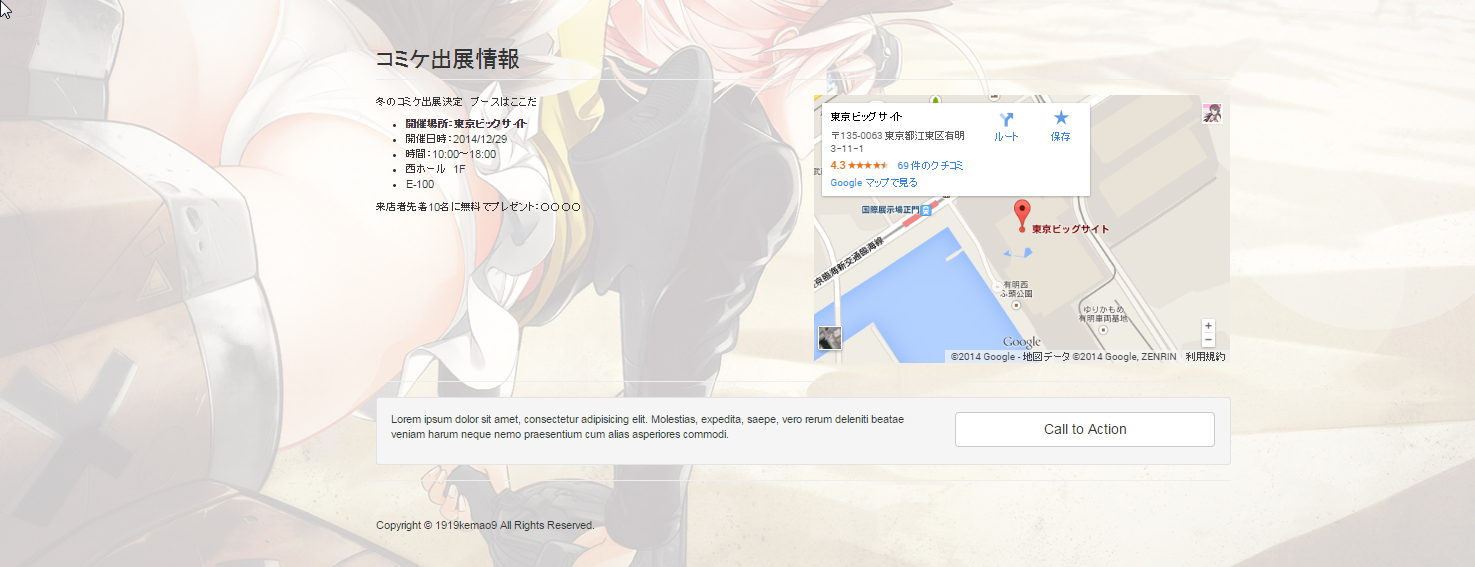 コミケ出展情報
冬のコミケ出展決定 ブースはここだ
開催場所：東京ビックサイト
開催日時：2014/12/29
時間：10:00～18:00
西ホール 1F
E-100
来店者先着10名に無料でプレゼント：〇〇〇〇
東京ビッグサイト
〒135-0063 東京都江東区有明
3-11-1
4.3 ★★★★★ 69 件のクチコミ
Google マップで見る
ルート
保存
国際展示場正門
東京ビッグサイト
京臨海新交通臨海線
有明西
ふ頭公園
ゆりかもめ
有明車両基地
+
−
Google
©2014 Google - 地図データ ©2014 Google, ZENRIN 利用規約
Lorem ipsum dolor sit amet, consectetur adipisicing elit. Molestias, expedita, saepe, vero rerum deleniti beatae
veniam harum neque nemo praesentium cum alias asperiores commodi.
Call to Action
Copyright © 1919kemao9 All Rights Reserved.